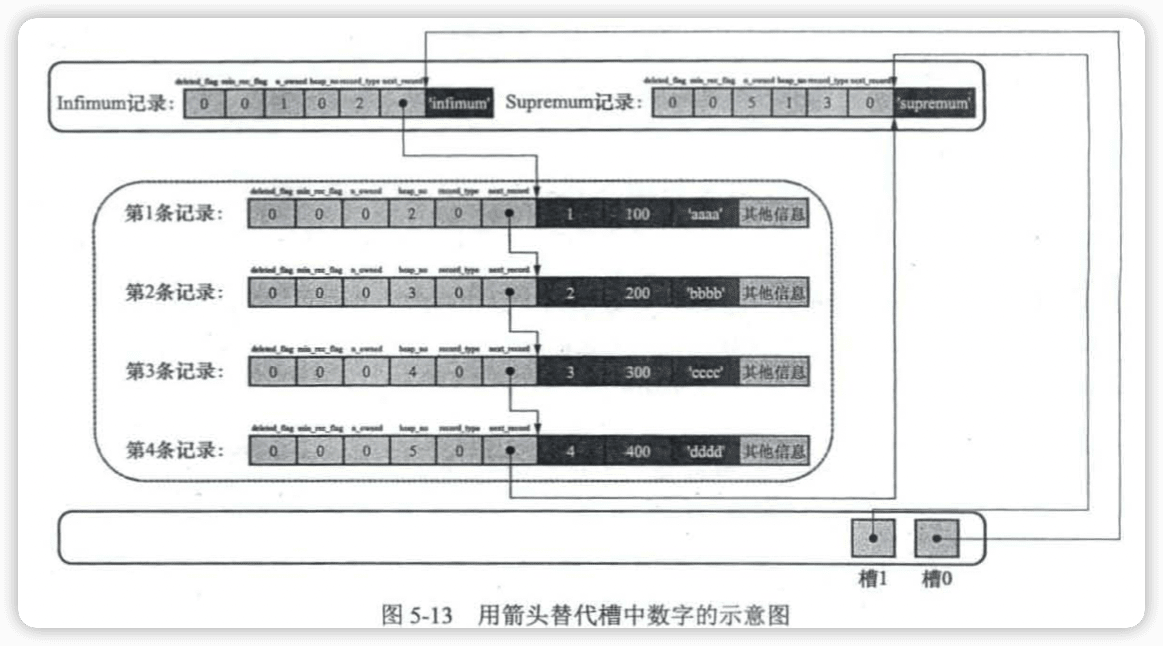 deleted_flag min_rec_flag n_owned heap_no record_type next_record deleted_flag min_rec_flag n_owned heap_no record_type next_record
Infimum记录: 0 0 1 0 2 'infimum' Supremum记录: 0 0 5 1 3 0 'supremum'
deleted_flag min_rec_flag n_owned heap_no record_type next_record
第1条记录: 0 0 0 2 0 1 100 'aaaa' 其他信息
deleted_flag min_rec_flag n_owned heap_no record_type next_record
第2条记录: 0 0 0 3 0 2 200 'bbbb' 其他信息
deleted_flag min_rec_flag n_owned heap_no record_type next_record
第3条记录: 0 0 0 4 0 3 300 'cccc' 其他信息
deleted_flag min_rec_flag n_owned heap_no record_type next_record
第4条记录: 0 0 0 5 0 4 400 'dddd' 其他信息
槽1 槽0
图 5-13 用箭头替代槽中数字的示意图